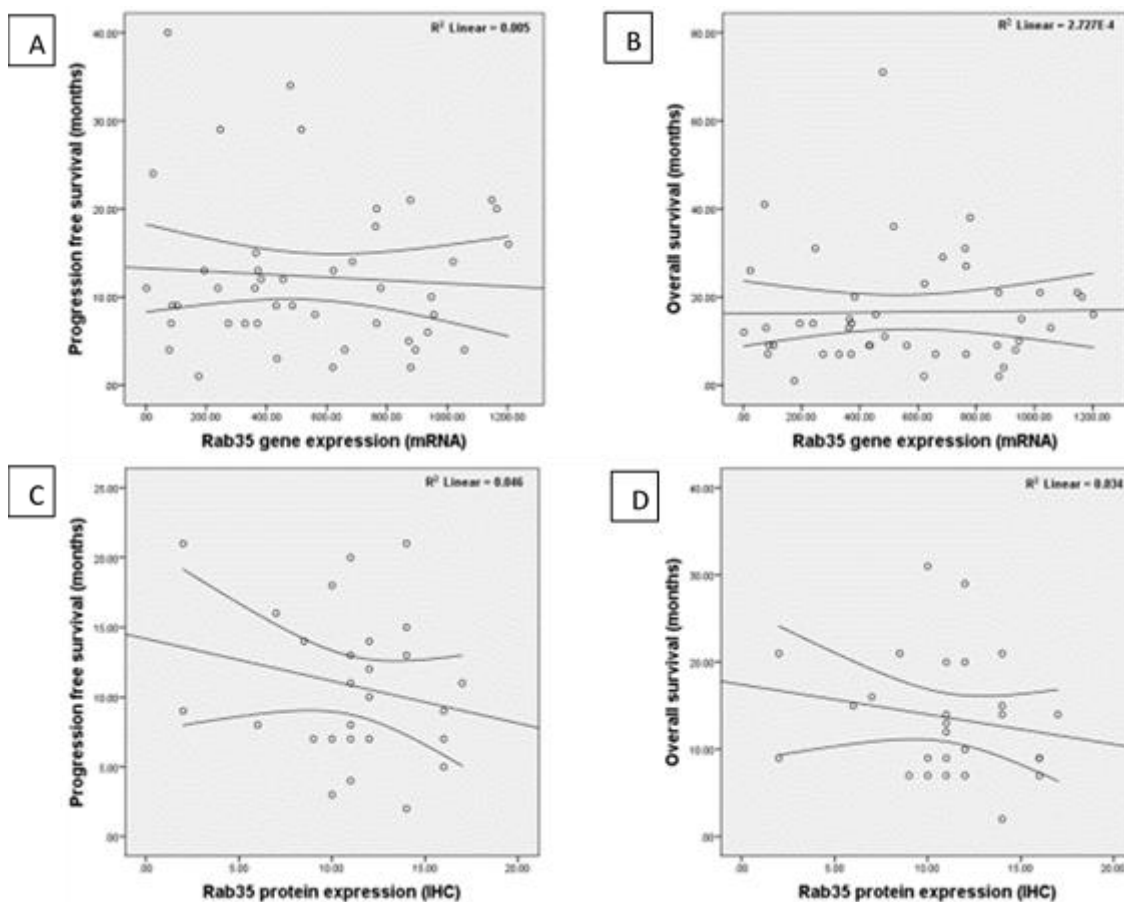 A
R² Linear = 0.005
Progression free survival (months)
40.00
30.00
20.00
10.00
.00
.00 200.00 400.00 600.00 800.00 1000.00 1200.00
Rab35 gene expression (mRNA)
B
R² Linear = 2.727E-4
Overall survival (months)
80.00
60.00
40.00
20.00
.00
.00 200.00 400.00 600.00 800.00 1000.00 1200.00
Rab35 gene expression (mRNA)
C
R² Linear = 0.046
Progression free survival (months)
25.00
20.00
15.00
10.00
5.00
.00
.00 5.00 10.00 15.00 20.00
Rab35 protein expression (IHC)
D
R² Linear = 0.034
Overall survival (months)
40.00
30.00
20.00
10.00
.00
.00 5.00 10.00 15.00 20.00
Rab35 protein expression (IHC)